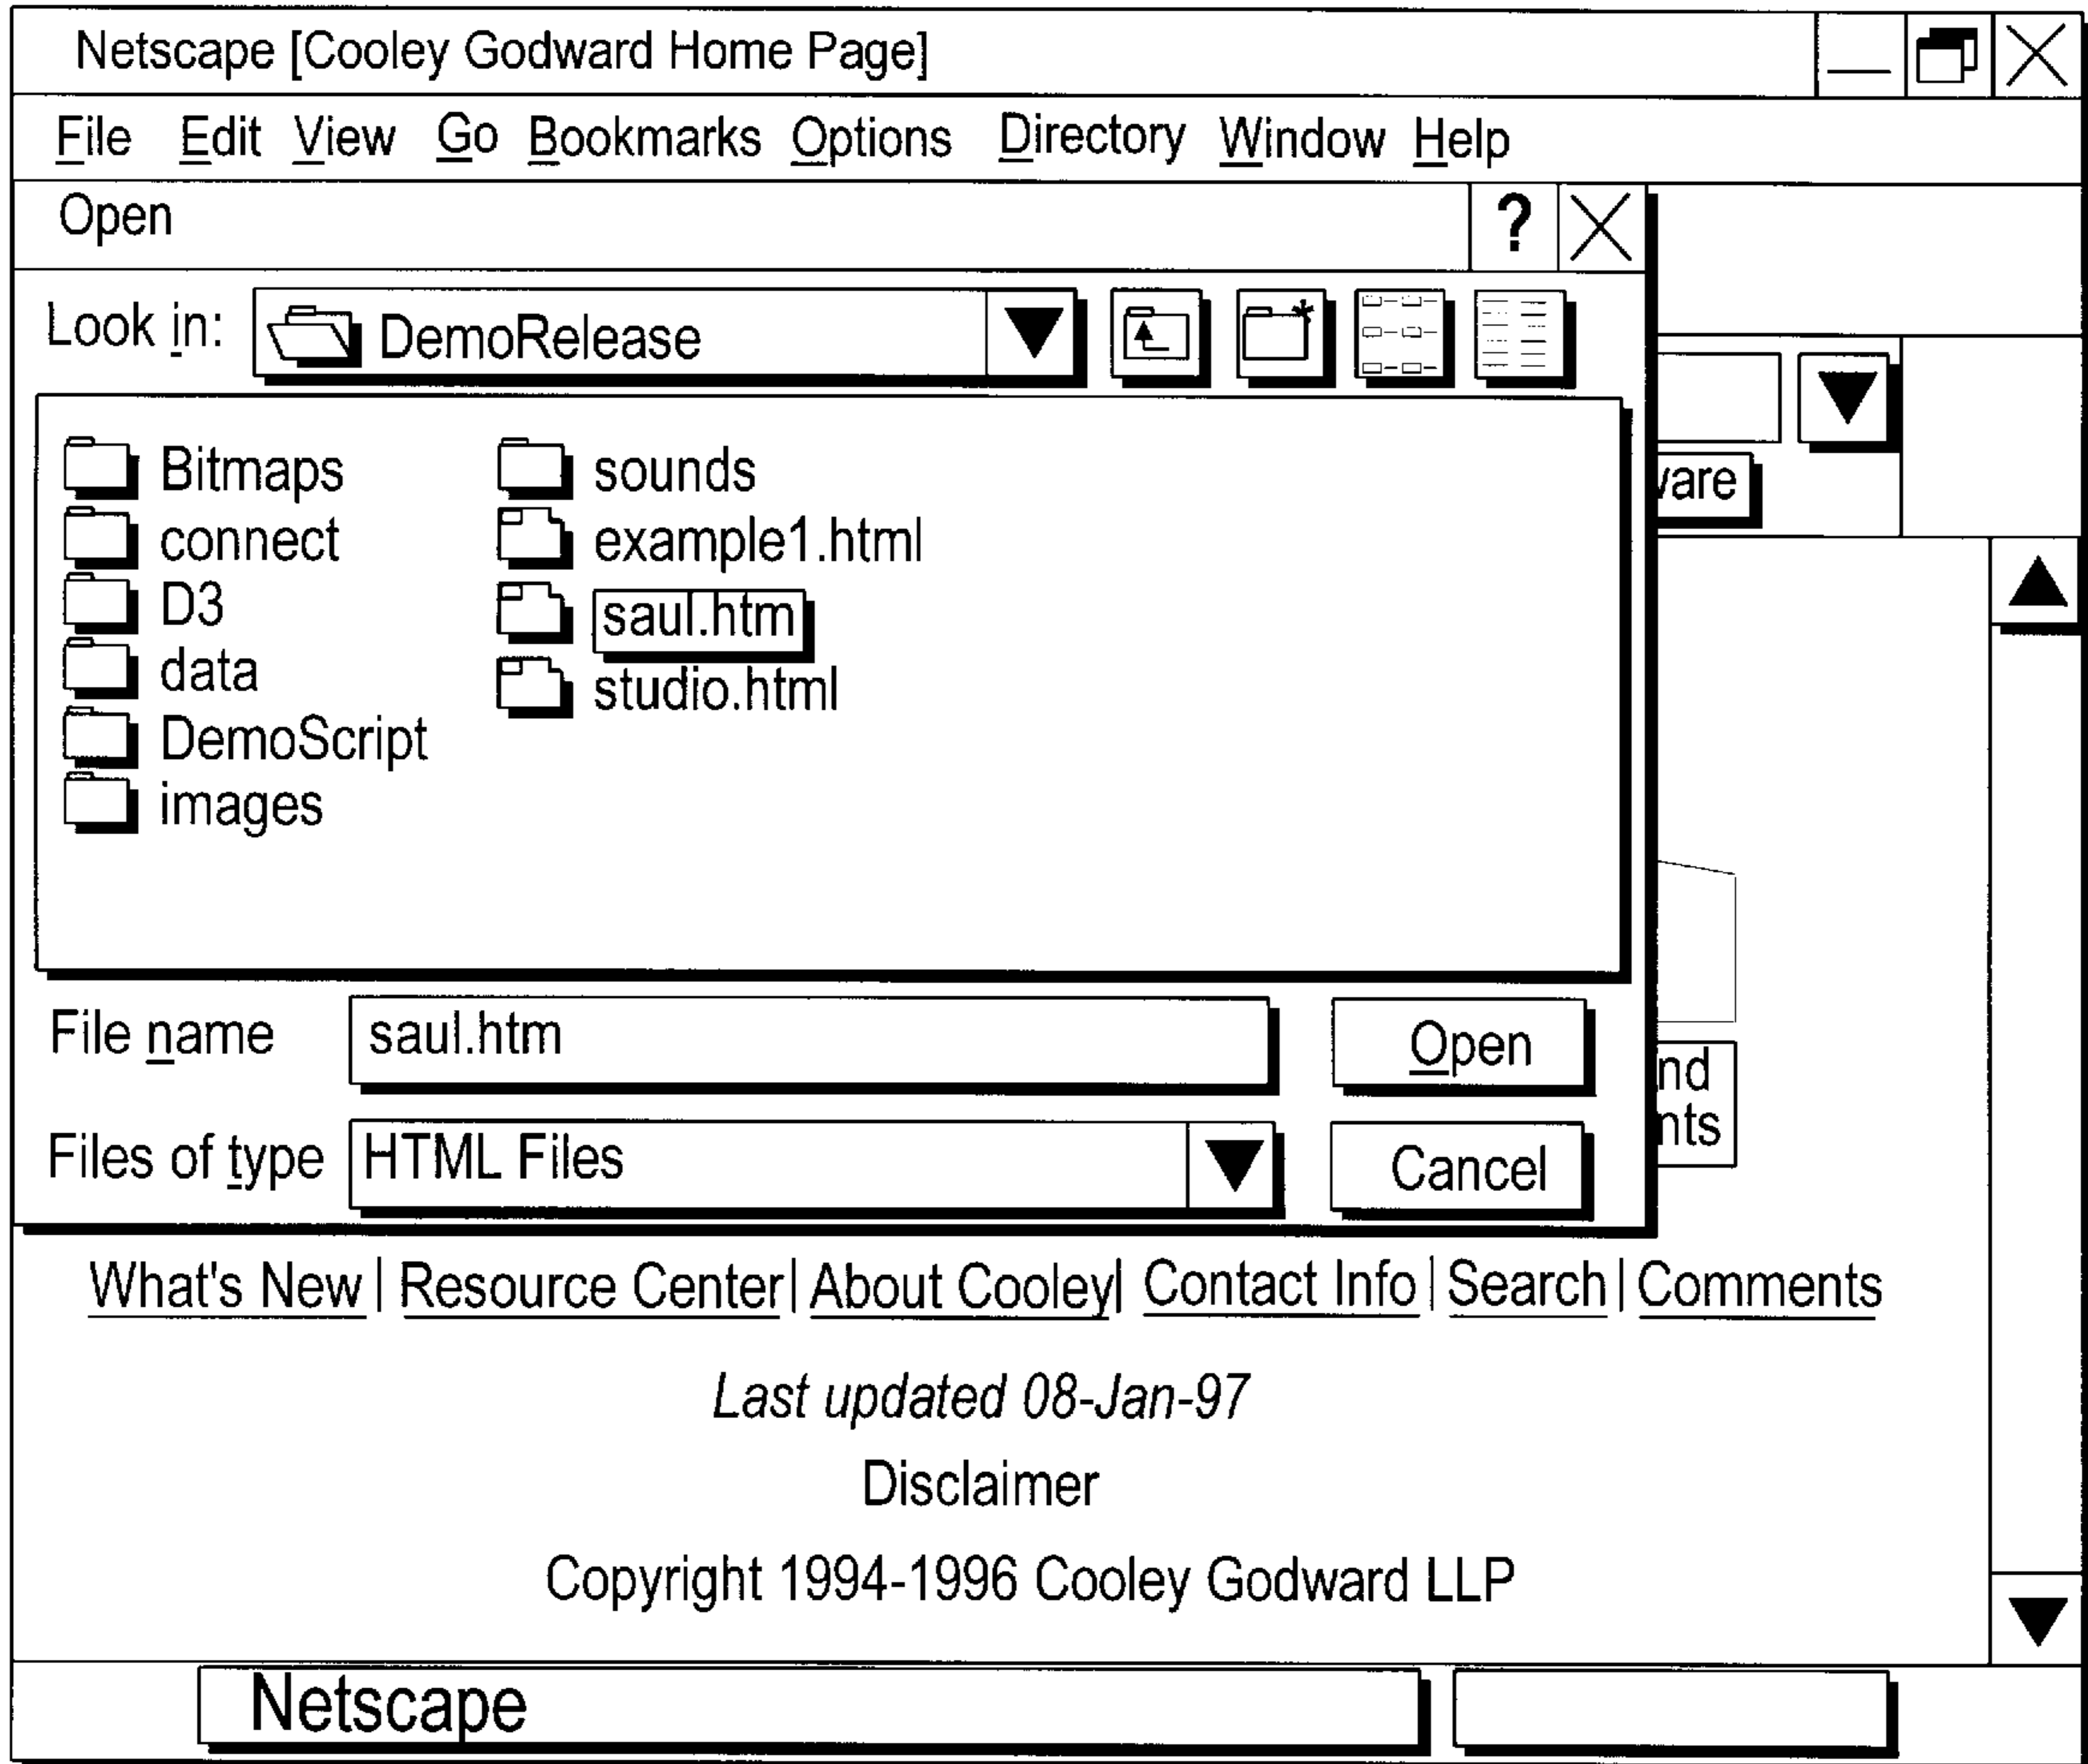 Netscape [Cooley Godward Home Page]
File Edit View Go Bookmarks Options Directory Window Help
Open ?
Look in: DemoRelease
Bitmaps sounds
connect example1.html
D3 saul.htm
data studio.html
DemoScript
images
ware
File name saul.htm Open
nd
nts
Files of type HTML Files Cancel
What's New | Resource Center | About Cooley | Contact Info | Search | Comments
Last updated 08-Jan-97
Disclaimer
Copyright 1994-1996 Cooley Godward LLP
Netscape